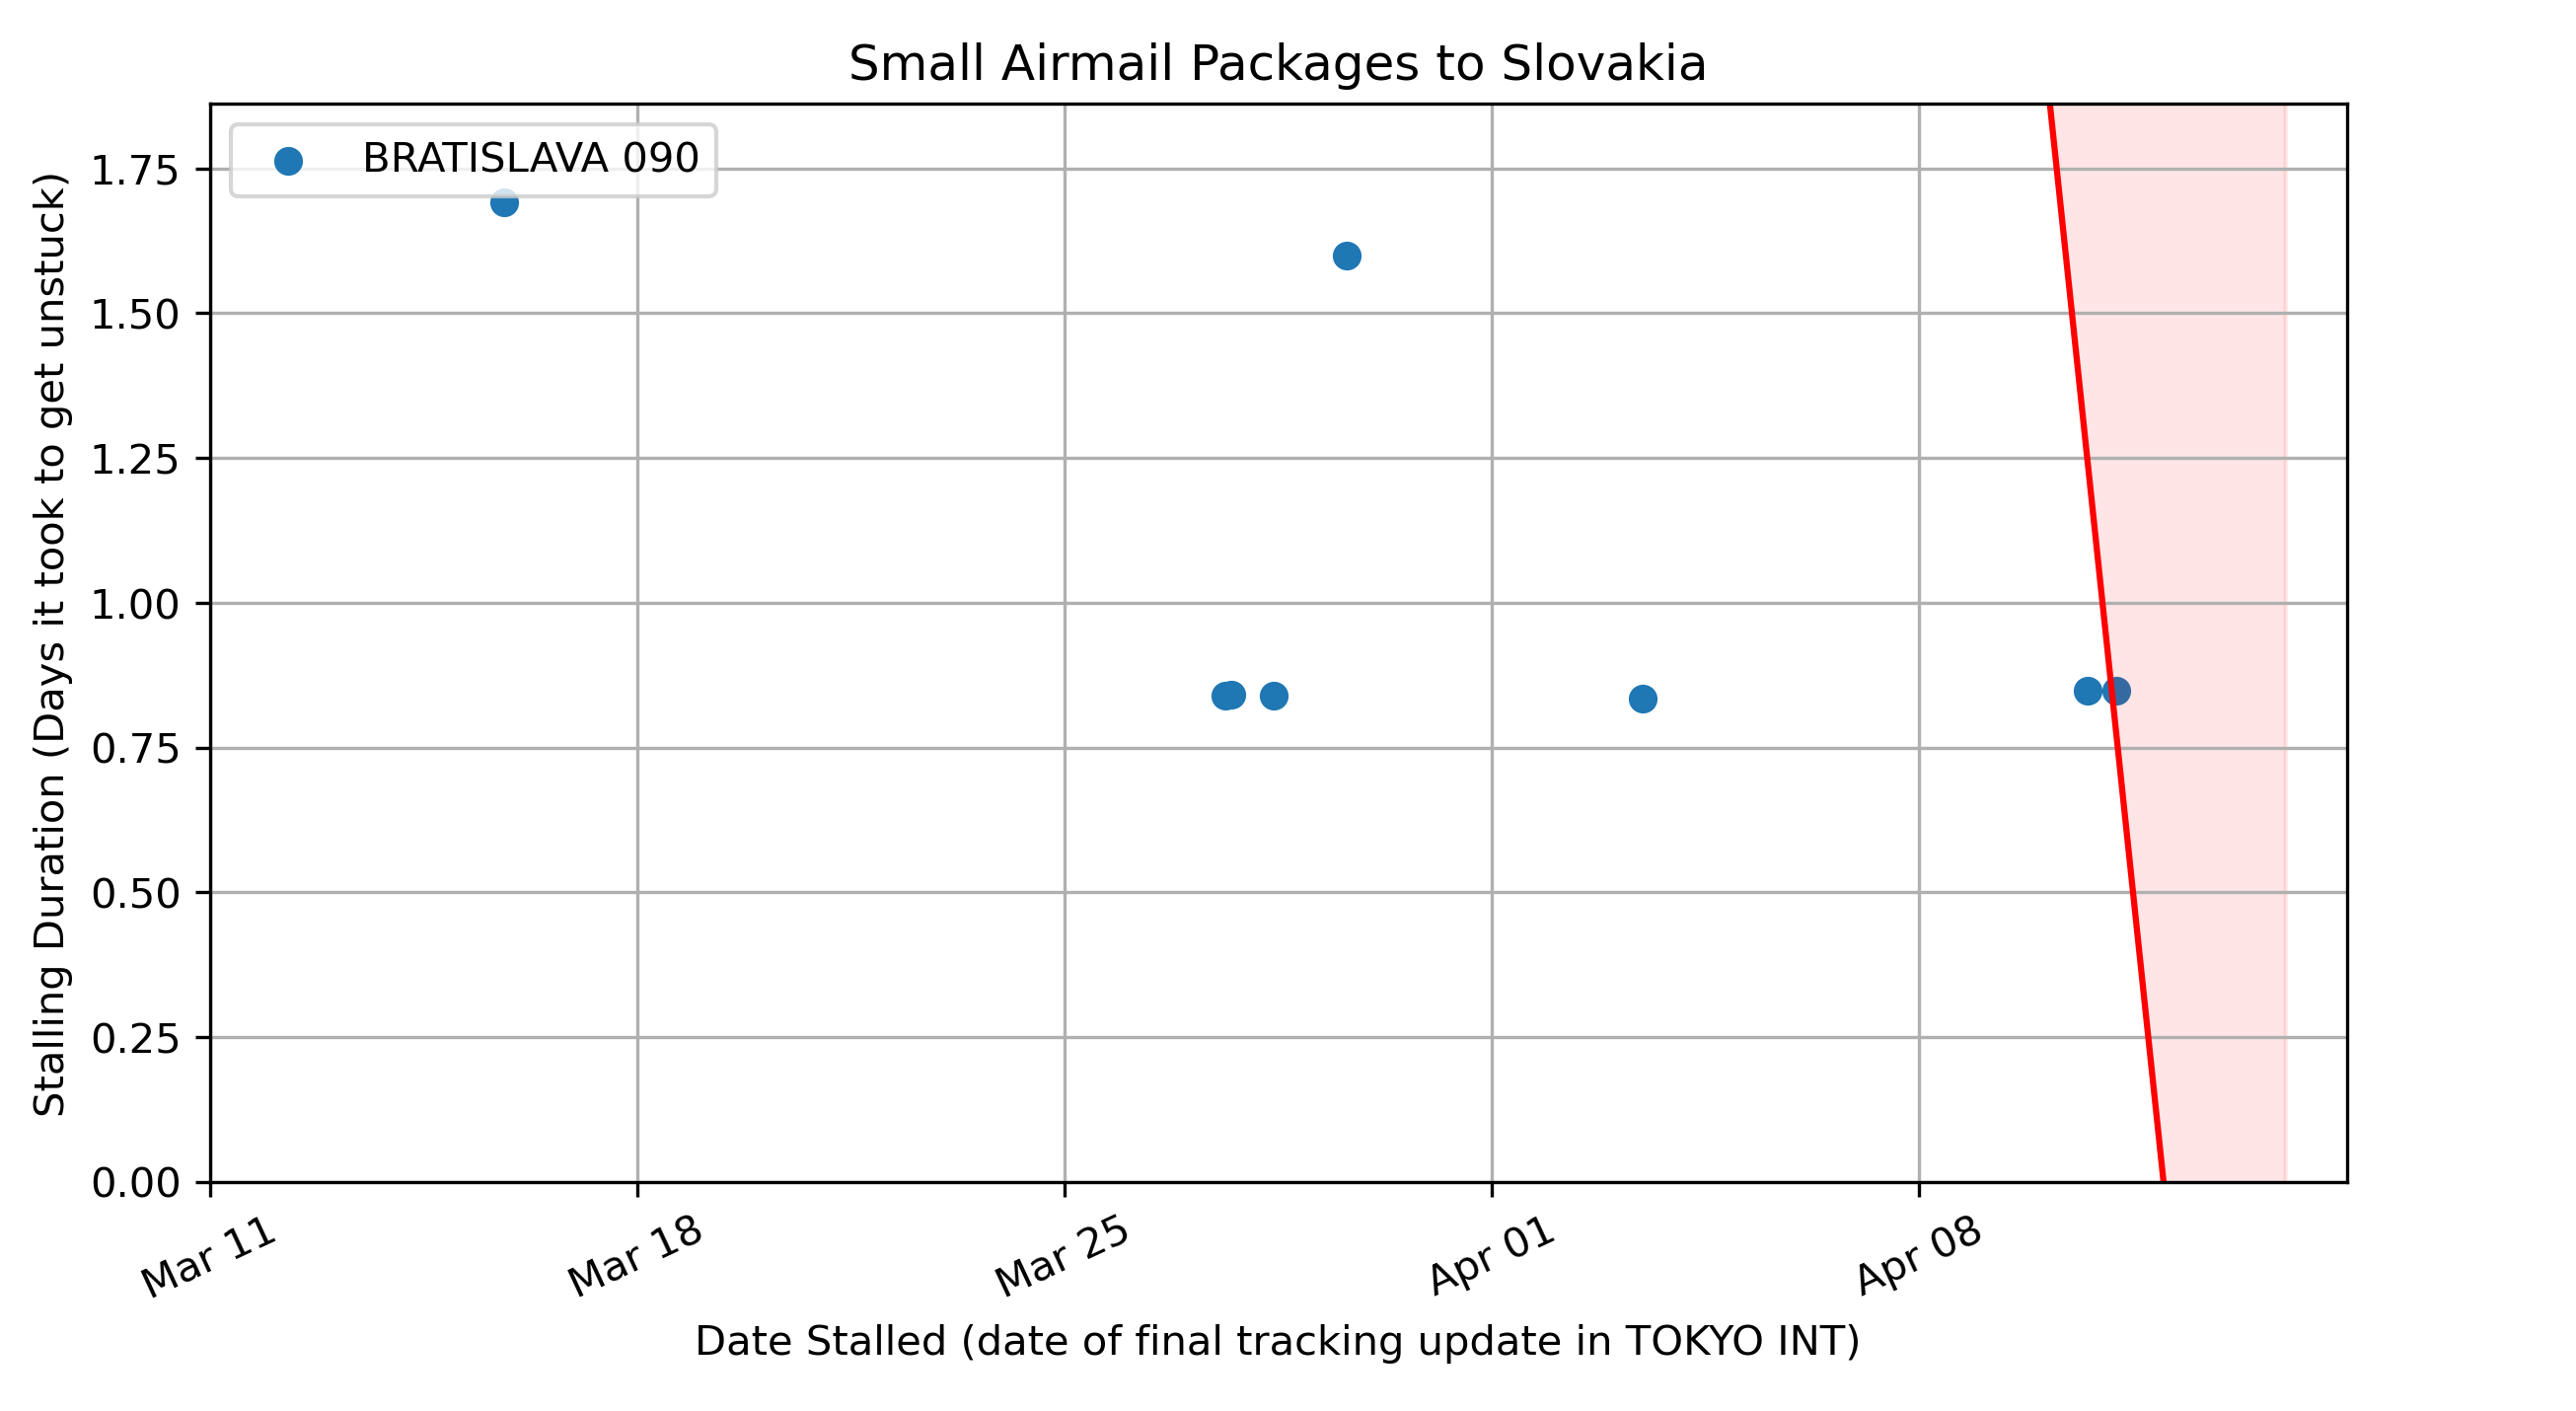 Small Airmail Packages to Slovakia
BRATISLAVA 090
Stalling Duration (Days it took to get unstuck)
1.75
1.50
1.25
1.00
0.75
0.50
0.25
0.00
Mar 11
Mar 18
Mar 25
Apr 01
Apr 08
Date Stalled (date of final tracking update in TOKYO INT)